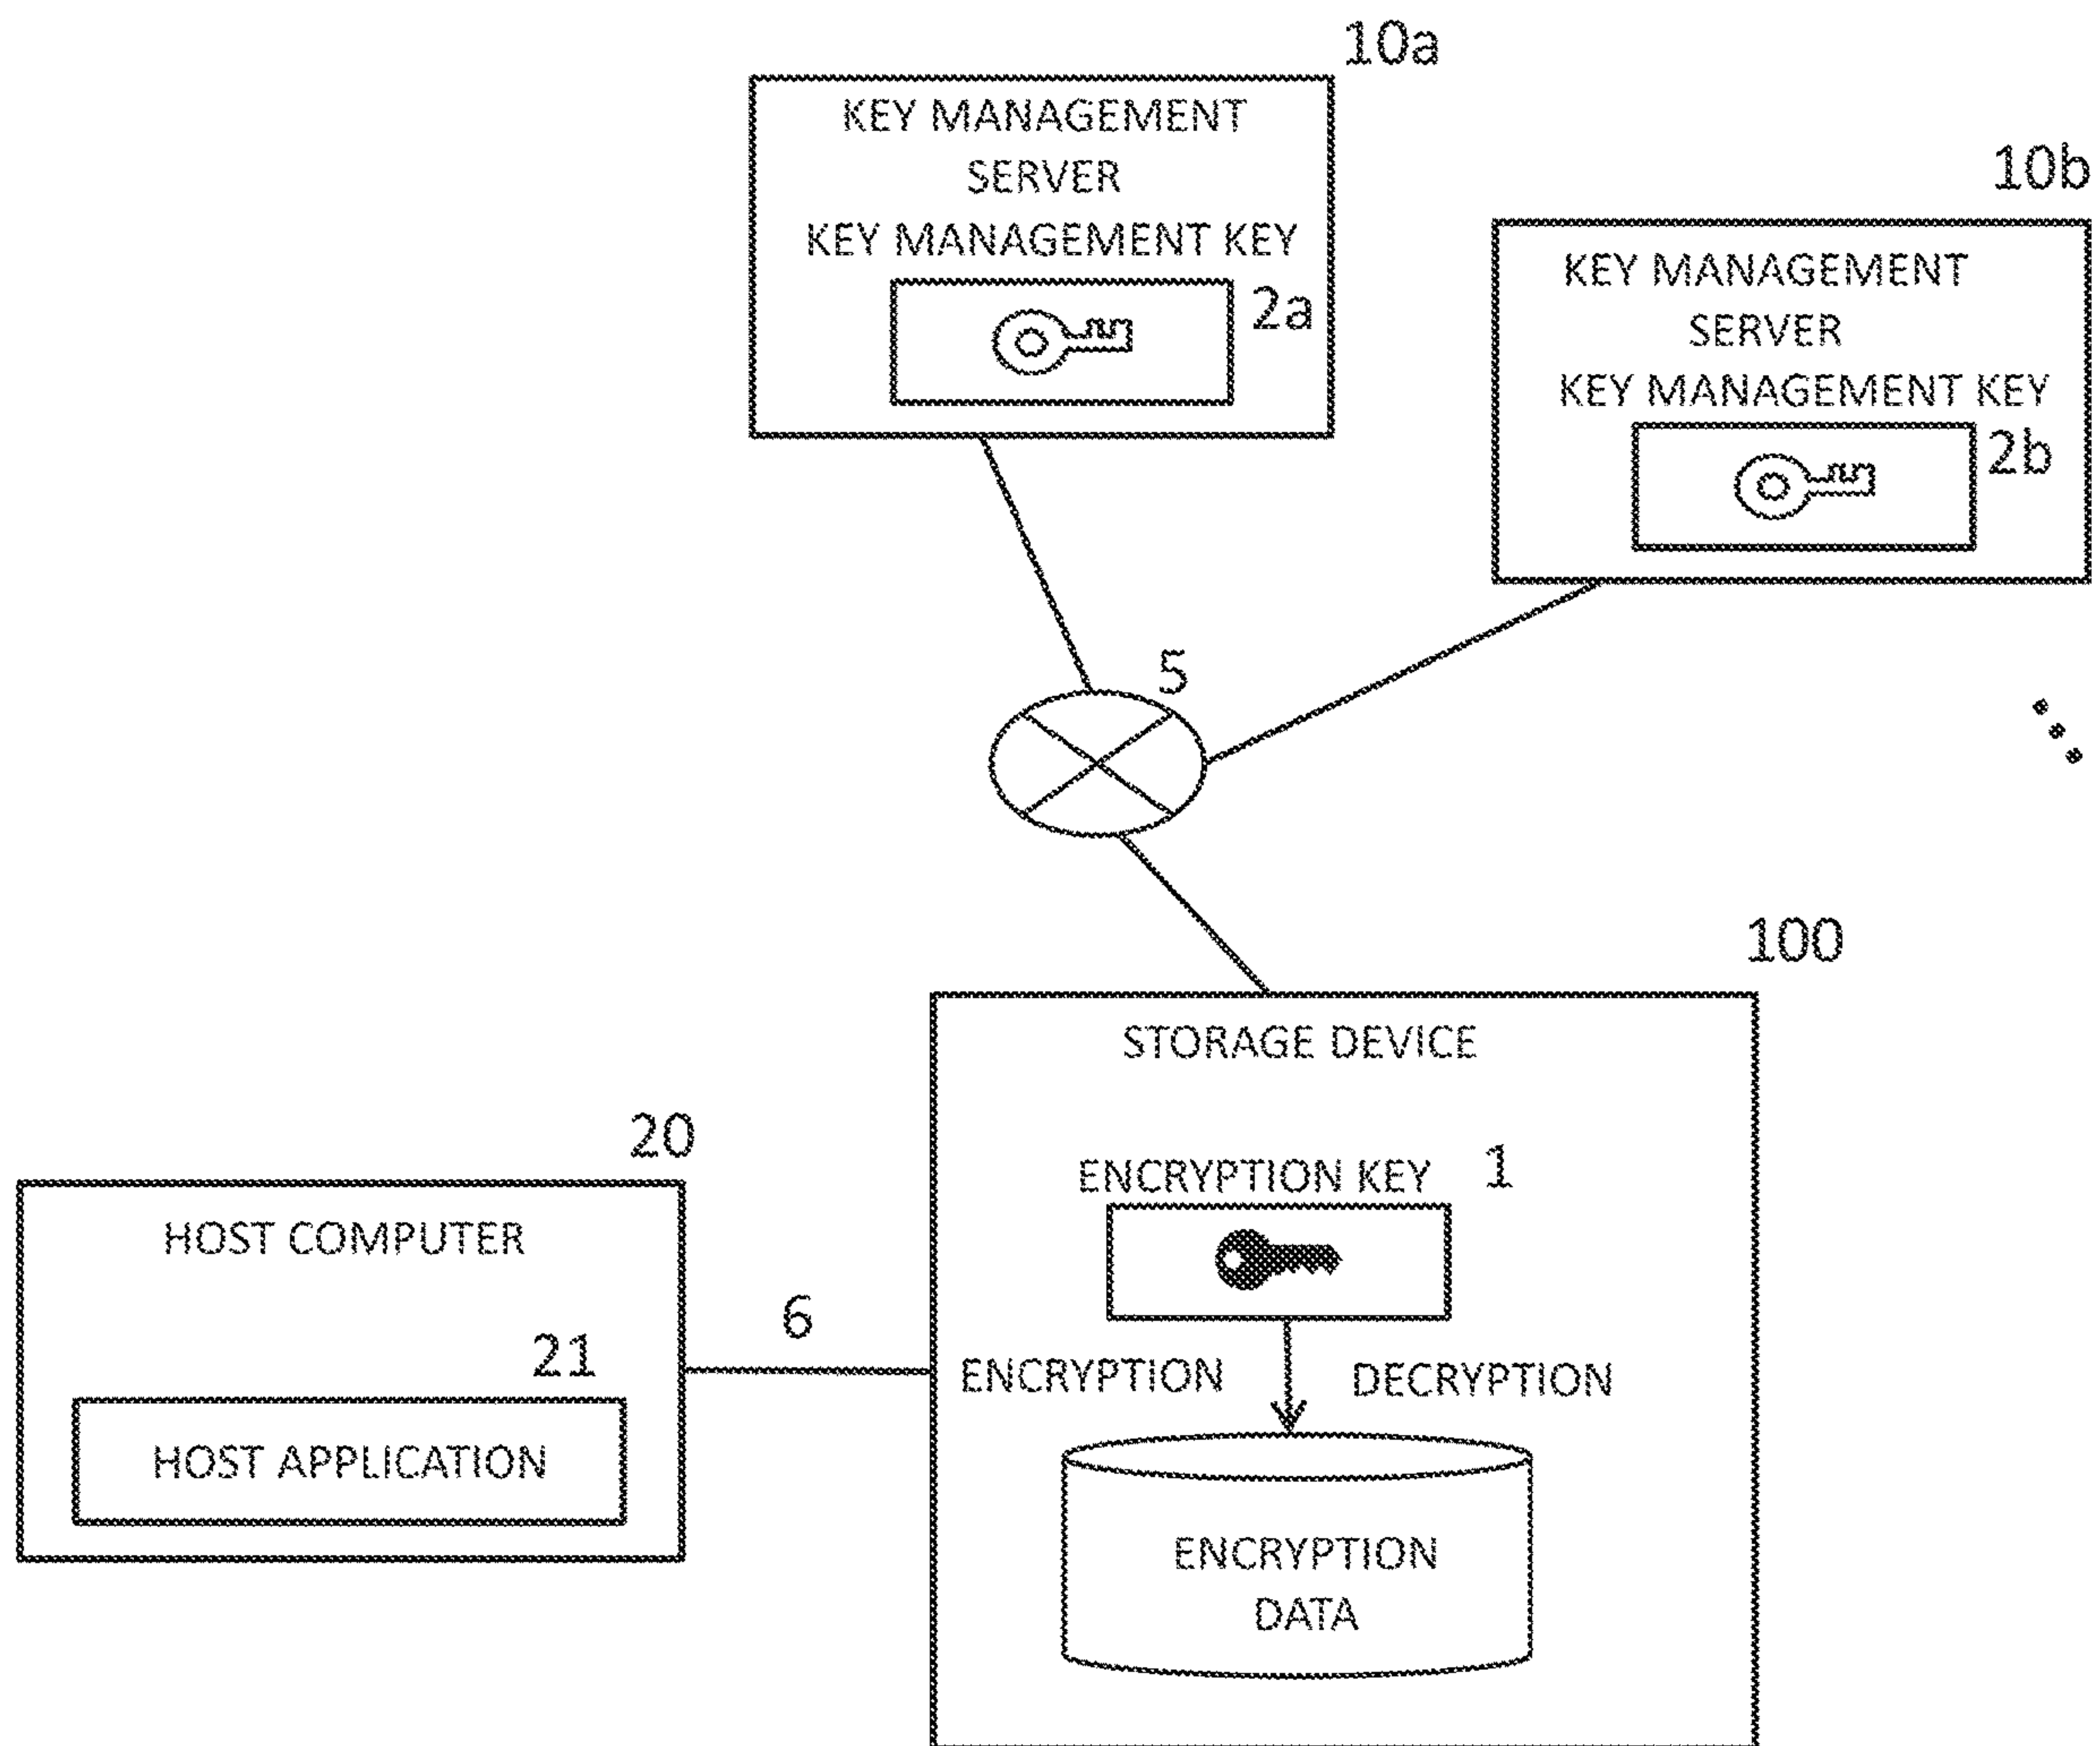 10a
KEY MANAGEMENT
SERVER
KEY MANAGEMENT KEY
2a
10b
KEY MANAGEMENT
SERVER
KEY MANAGEMENT KEY
2b
5
100
STORAGE DEVICE
ENCRYPTION KEY
1
ENCRYPTION
DECRYPTION
ENCRYPTION
DATA
20
HOST COMPUTER
6
21
HOST APPLICATION